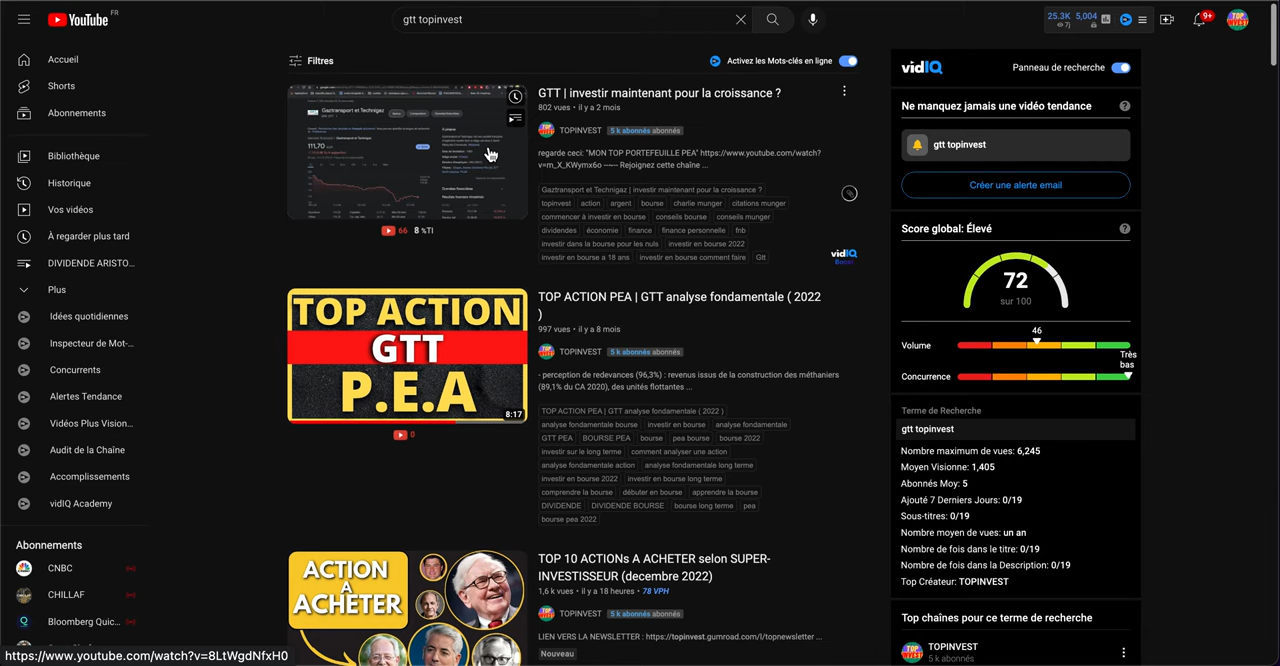 YouTube FR
gtt topinvest
25.3K 5,004
7j
9+
TOP INVEST
Accueil
Shorts
Abonnements
Bibliothèque
Historique
Vos vidéos
À regarder plus tard
DIVIDENDE ARISTO...
Plus
Idées quotidiennes
Inspecteur de Mot-...
Concurrents
Alertes Tendance
Vidéos Plus Vision...
Audit de la Chaîne
Accomplissements
vidIQ Academy
Abonnements
CNBC
CHILLAF
Bloomberg Quic...
https://www.youtube.com/watch?v=8LtWgdNfxH0
Filtres
Activez les Mots-clés en ligne
Gaztransport et Technigaz
111,70
66 8 %TI
GTT | investir maintenant pour la croissance ?
802 vues • il y a 2 mois
TOPINVEST 5 k abonnés abonnés
regarde ceci: "MON TOP PORTEFEUILLE PEA" https://www.youtube.com/watch?
v=m_X_KWymx6o ~~-- Rejoignez cette chaîne ...
Gaztransport et Technigaz | investir maintenant pour la croissance ?
topinvest action argent bourse charlie munger citations munger
commencer à investir en bourse conseils bourse conseils munger
dividendes économie finance finance personnelle fnb
investir dans la bourse pour les nuls investir en bourse 2022
investir en bourse a 18 ans investir en bourse comment faire Gtt
vidIQ
Boost
TOP ACTION
GTT
P.E.A
8:17
0
TOP ACTION PEA | GTT analyse fondamentale ( 2022
)
997 vues • il y a 8 mois
TOPINVEST 5 k abonnés abonnés
- perception de redevances (96,3%) : revenus issus de la construction des méthaniers
(89,1% du CA 2020), des unités flottantes ...
TOP ACTION PEA | GTT analyse fondamentale ( 2022 )
analyse fondamentale bourse investir en bourse analyse fondamentale
GTT PEA BOURSE PEA bourse pea bourse bourse 2022
investir sur le long terme comment analyser une action
analyse fondamentale action analyse fondamentale long terme
investir en bourse 2022 investir en bourse long terme
comprendre la bourse débuter en bourse apprendre la bourse
DIVIDENDE DIVIDENDE BOURSE bourse long terme pea
bourse pea 2022
ACTION
A
ACHETER
TOP 10 ACTIONs A ACHETER selon SUPER-
INVESTISSEUR (decembre 2022)
1,6 k vues • il y a 18 heures • 78 VPH
TOPINVEST 5 k abonnés abonnés
LIEN VERS LA NEWSLETTER : https://topinvest.gumroad.com/l/topnewsletter ...
Nouveau
vidIQ
Panneau de recherche
Ne manquez jamais une vidéo tendance
gtt topinvest
Créer une alerte email
Score global: Élevé
72
sur 100
46
Volume
Très
bas
Concurrence
Terme de Recherche
gtt topinvest
Nombre maximum de vues: 6,245
Moyen Visionne: 1,405
Abonnés Moy: 5
Ajouté 7 Derniers Jours: 0/19
Sous-titres: 0/19
Nombre moyen de vues: un an
Nombre de fois dans le titre: 0/19
Nombre de fois dans la Description: 0/19
Top Créateur: TOPINVEST
Top chaînes pour ce terme de recherche
TOPINVEST
5 k abonnés